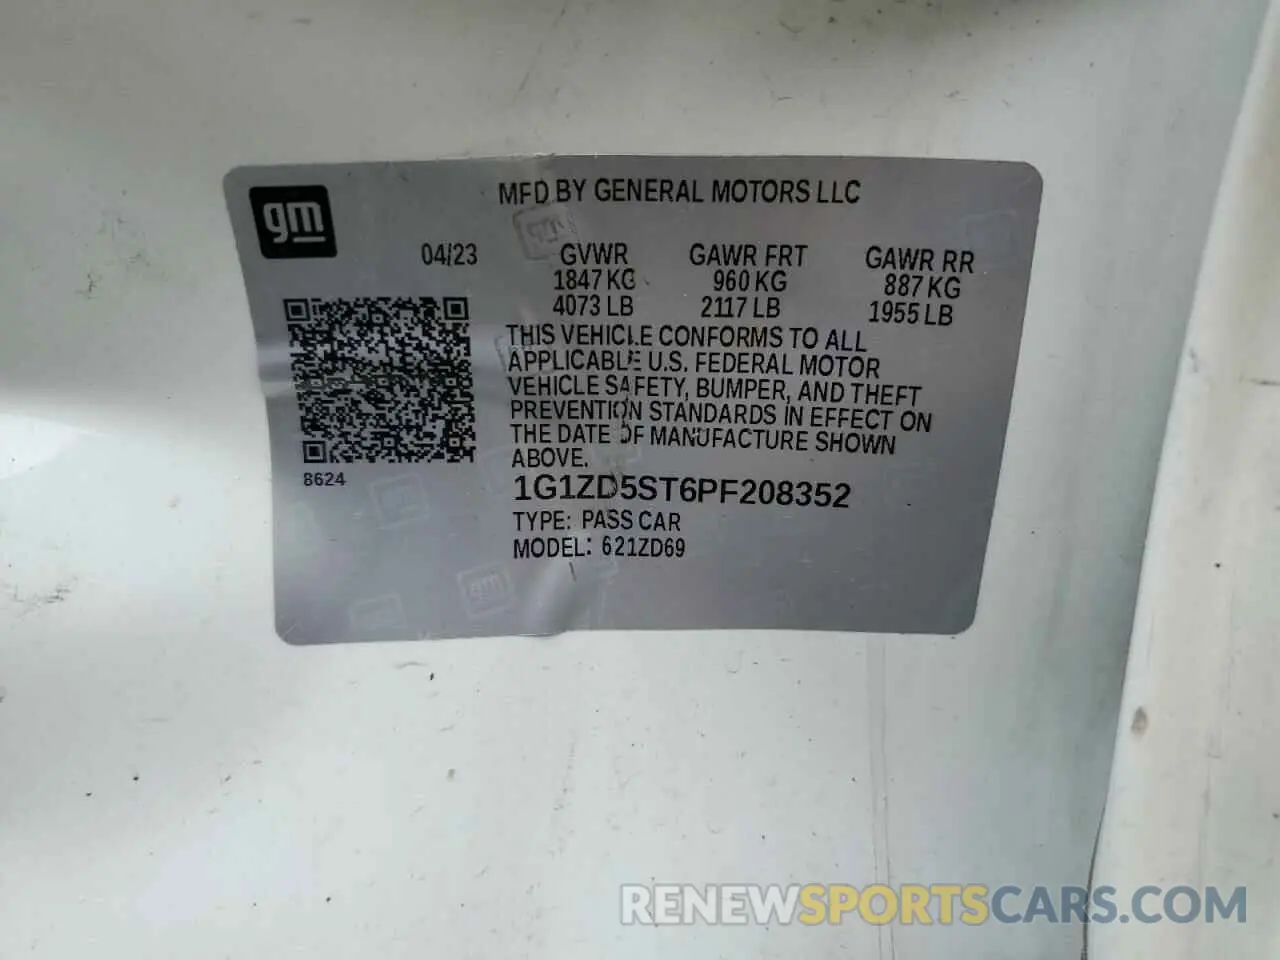 MFD BY GENERAL MOTORS LLC
gm
04/23
GVWR GAWR FRT GAWR RR
1847 KG 960 KG 887 KG
4073 LB 2117 LB 1955 LB
THIS VEHICLE CONFORMS TO ALL
APPLICABLE U.S. FEDERAL MOTOR
VEHICLE SAFETY, BUMPER, AND THEFT
PREVENTION STANDARDS IN EFFECT ON
THE DATE OF MANUFACTURE SHOWN
ABOVE.
8624
1G1ZD5ST6PF208352
TYPE: PASS CAR
MODEL: 621ZD69
gm
gm
RENEWSPORTSCARS.COM